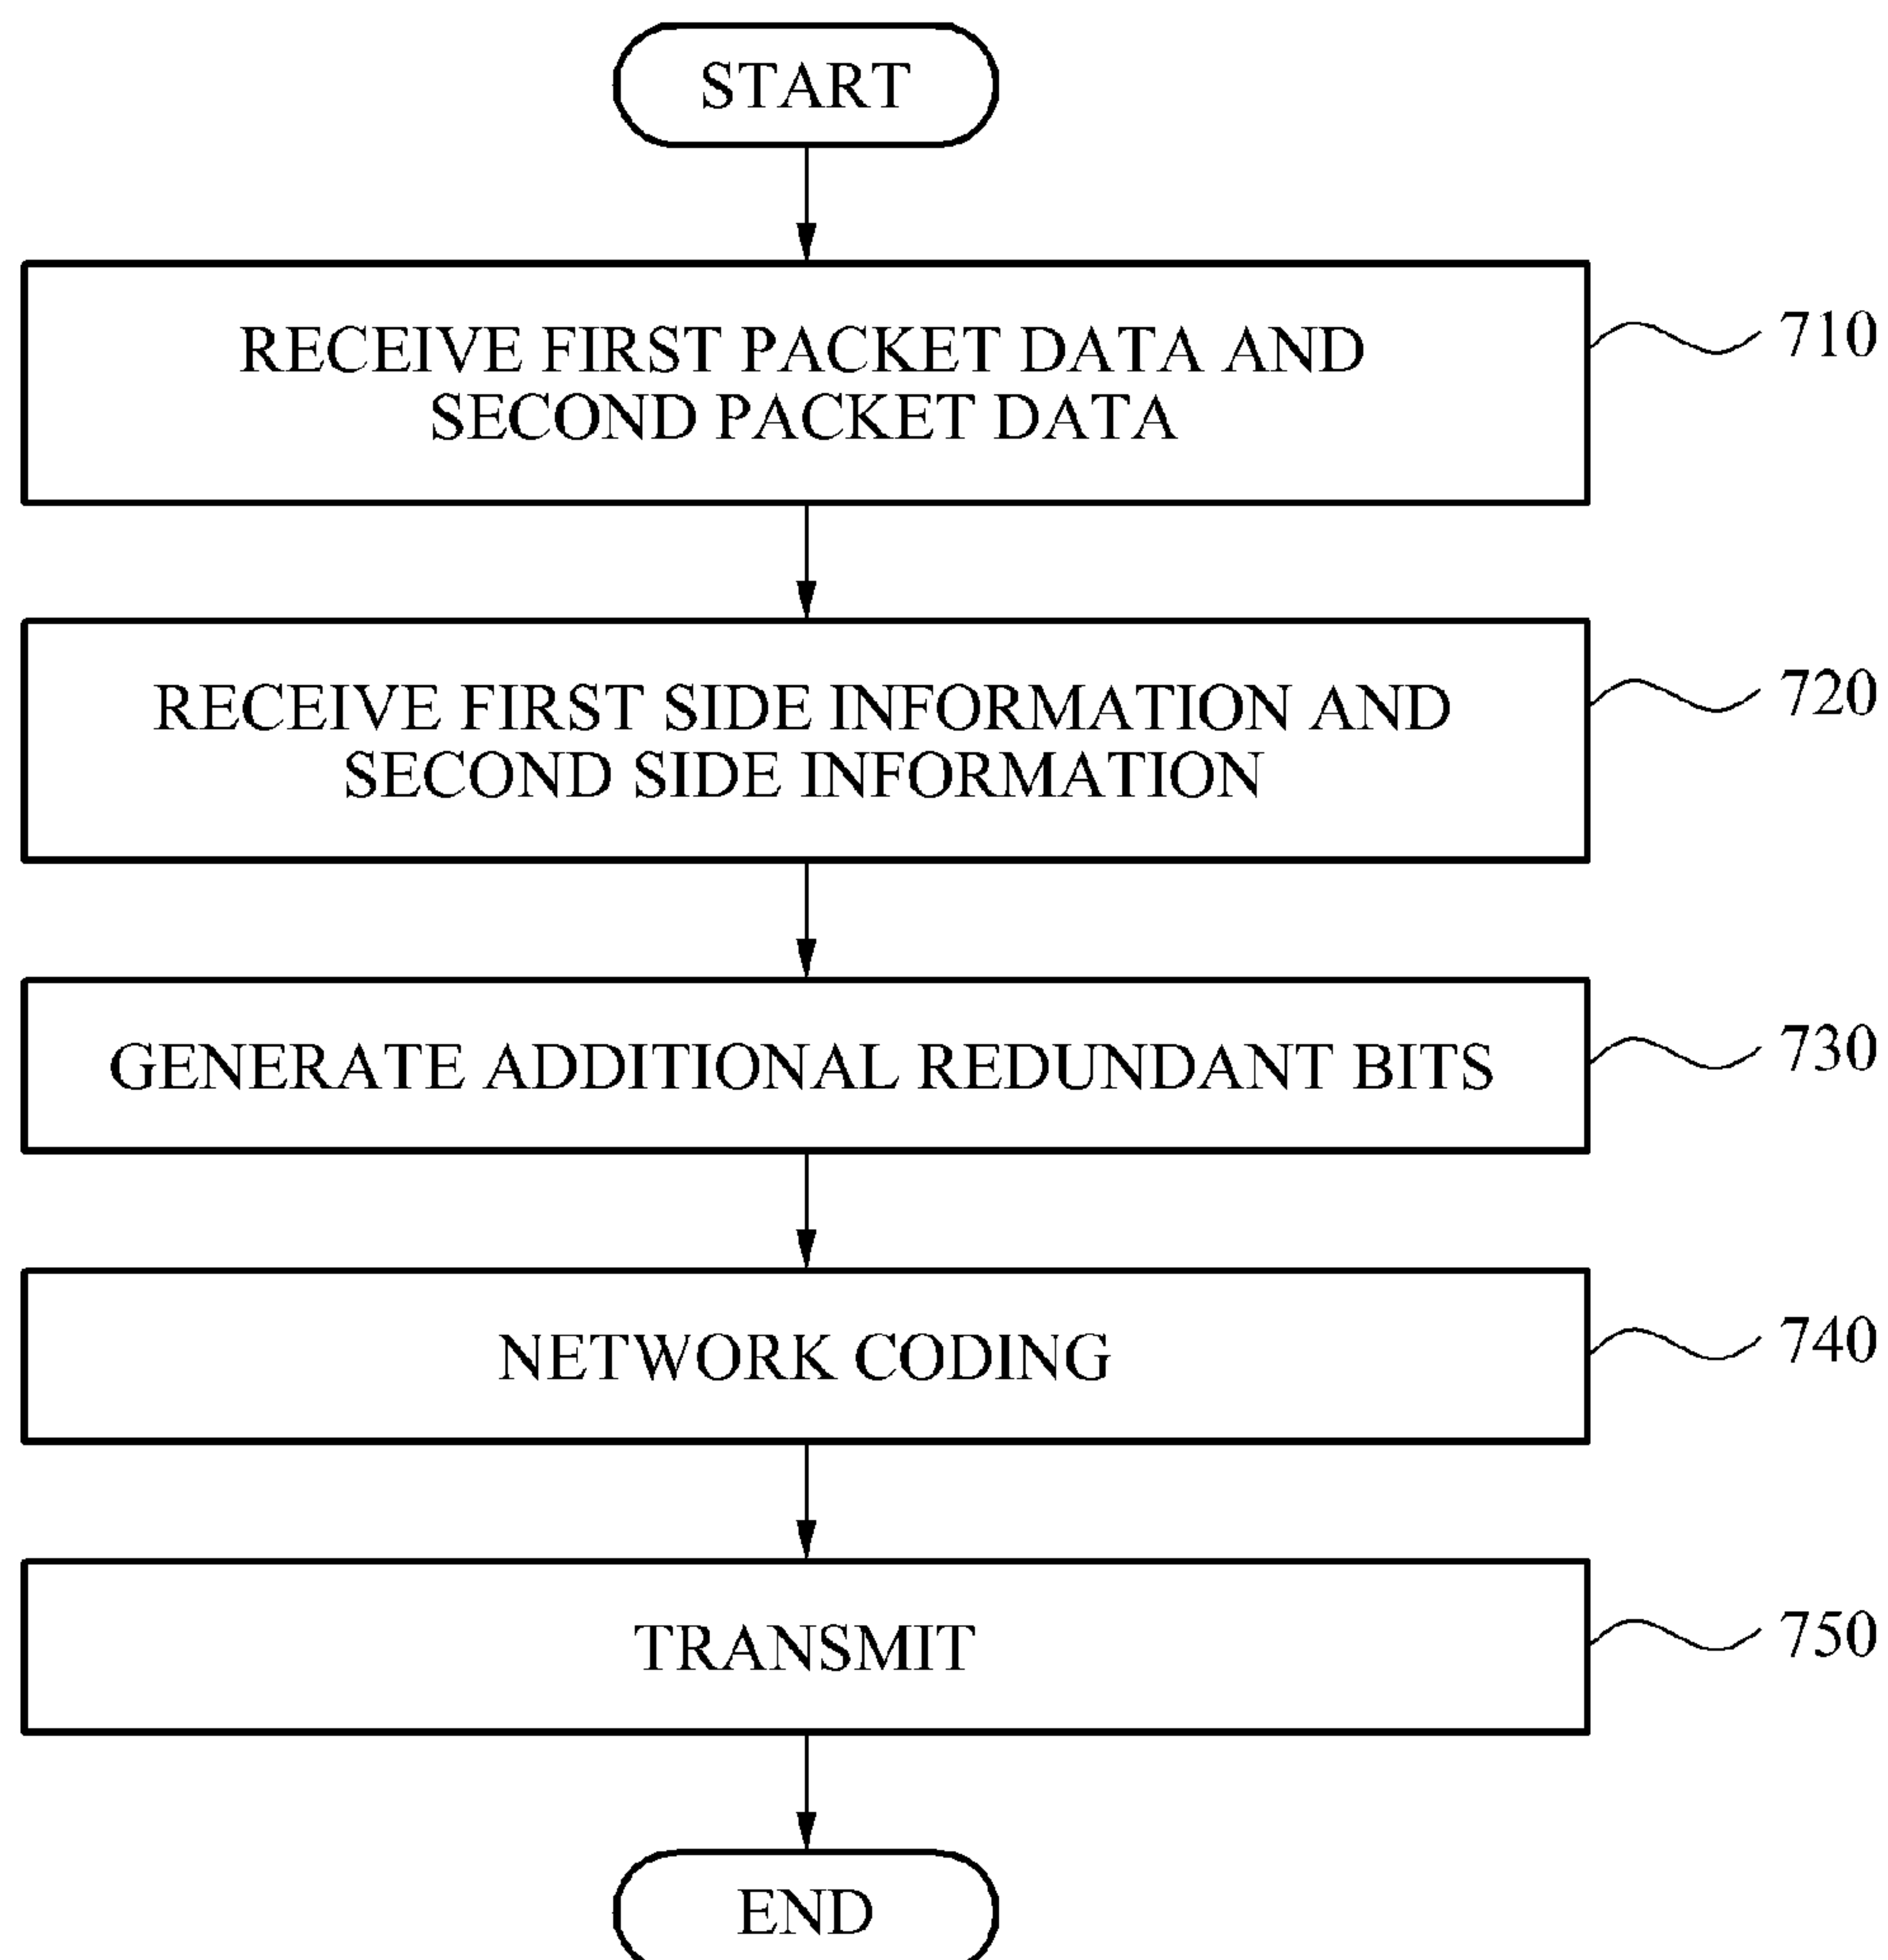 START
RECEIVE FIRST PACKET DATA AND
SECOND PACKET DATA
710
RECEIVE FIRST SIDE INFORMATION AND
SECOND SIDE INFORMATION
720
GENERATE ADDITIONAL REDUNDANT BITS
730
NETWORK CODING
740
TRANSMIT
750
END